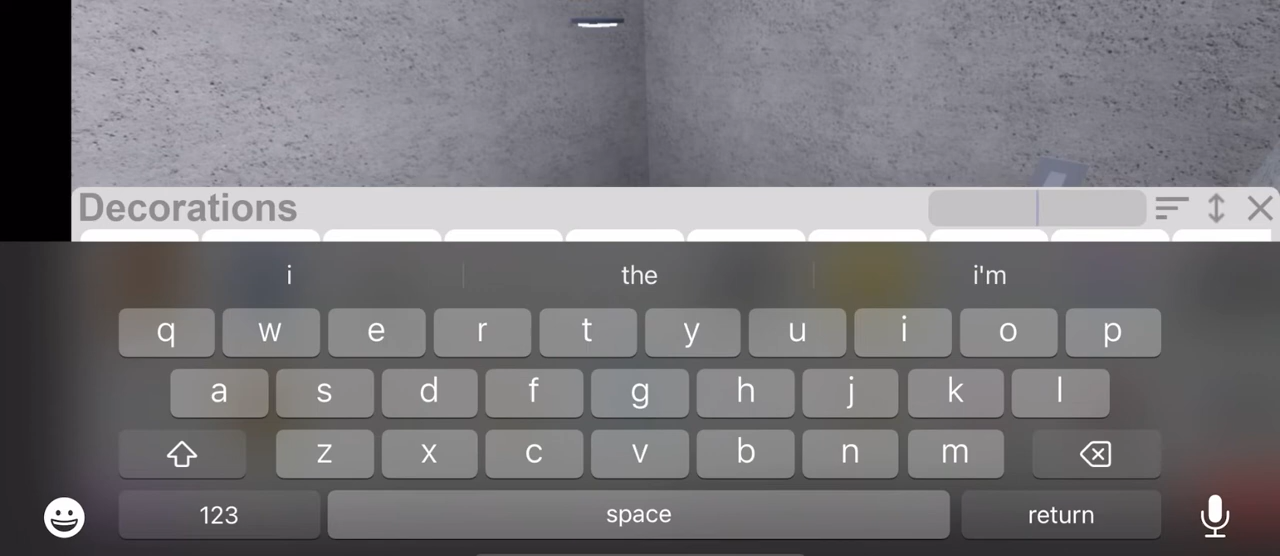 Decorations
i the i'm
q w e r t y u i o p
a s d f g h j k l
z x c v b n m
123 space return